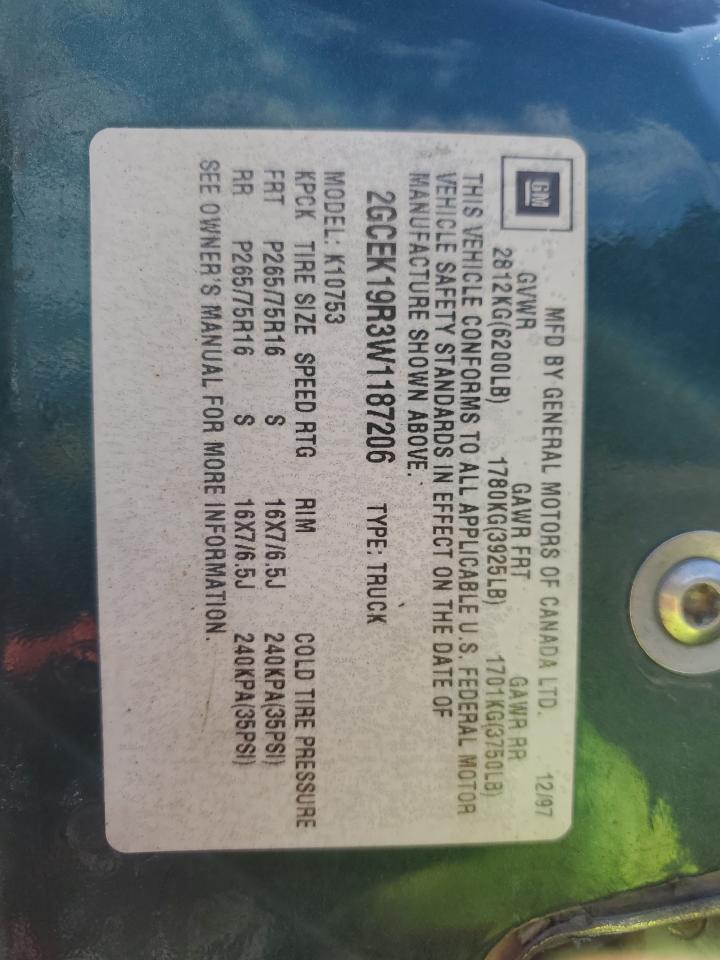 GM
MFD BY GENERAL MOTORS OF CANADA LTD. 12/97
GVWR GAWR FRT GAWR RR
2812KG(6200LB) 1780KG(3925LB) 1701KG(3750LB)
THIS VEHICLE CONFORMS TO ALL APPLICABLE U.S. FEDERAL MOTOR
VEHICLE SAFETY STANDARDS IN EFFECT ON THE DATE OF
MANUFACTURE SHOWN ABOVE.
2GCEK19R3W1187206 TYPE: TRUCK
MODEL: K10753
KPCK TIRE SIZE SPEED RTG RIM COLD TIRE PRESSURE
FRT P265/75R16 S 16X7/6.5J 240KPA(35PSI)
RR P265/75R16 S 16X7/6.5J 240KPA(35PSI)
SEE OWNER'S MANUAL FOR MORE INFORMATION.